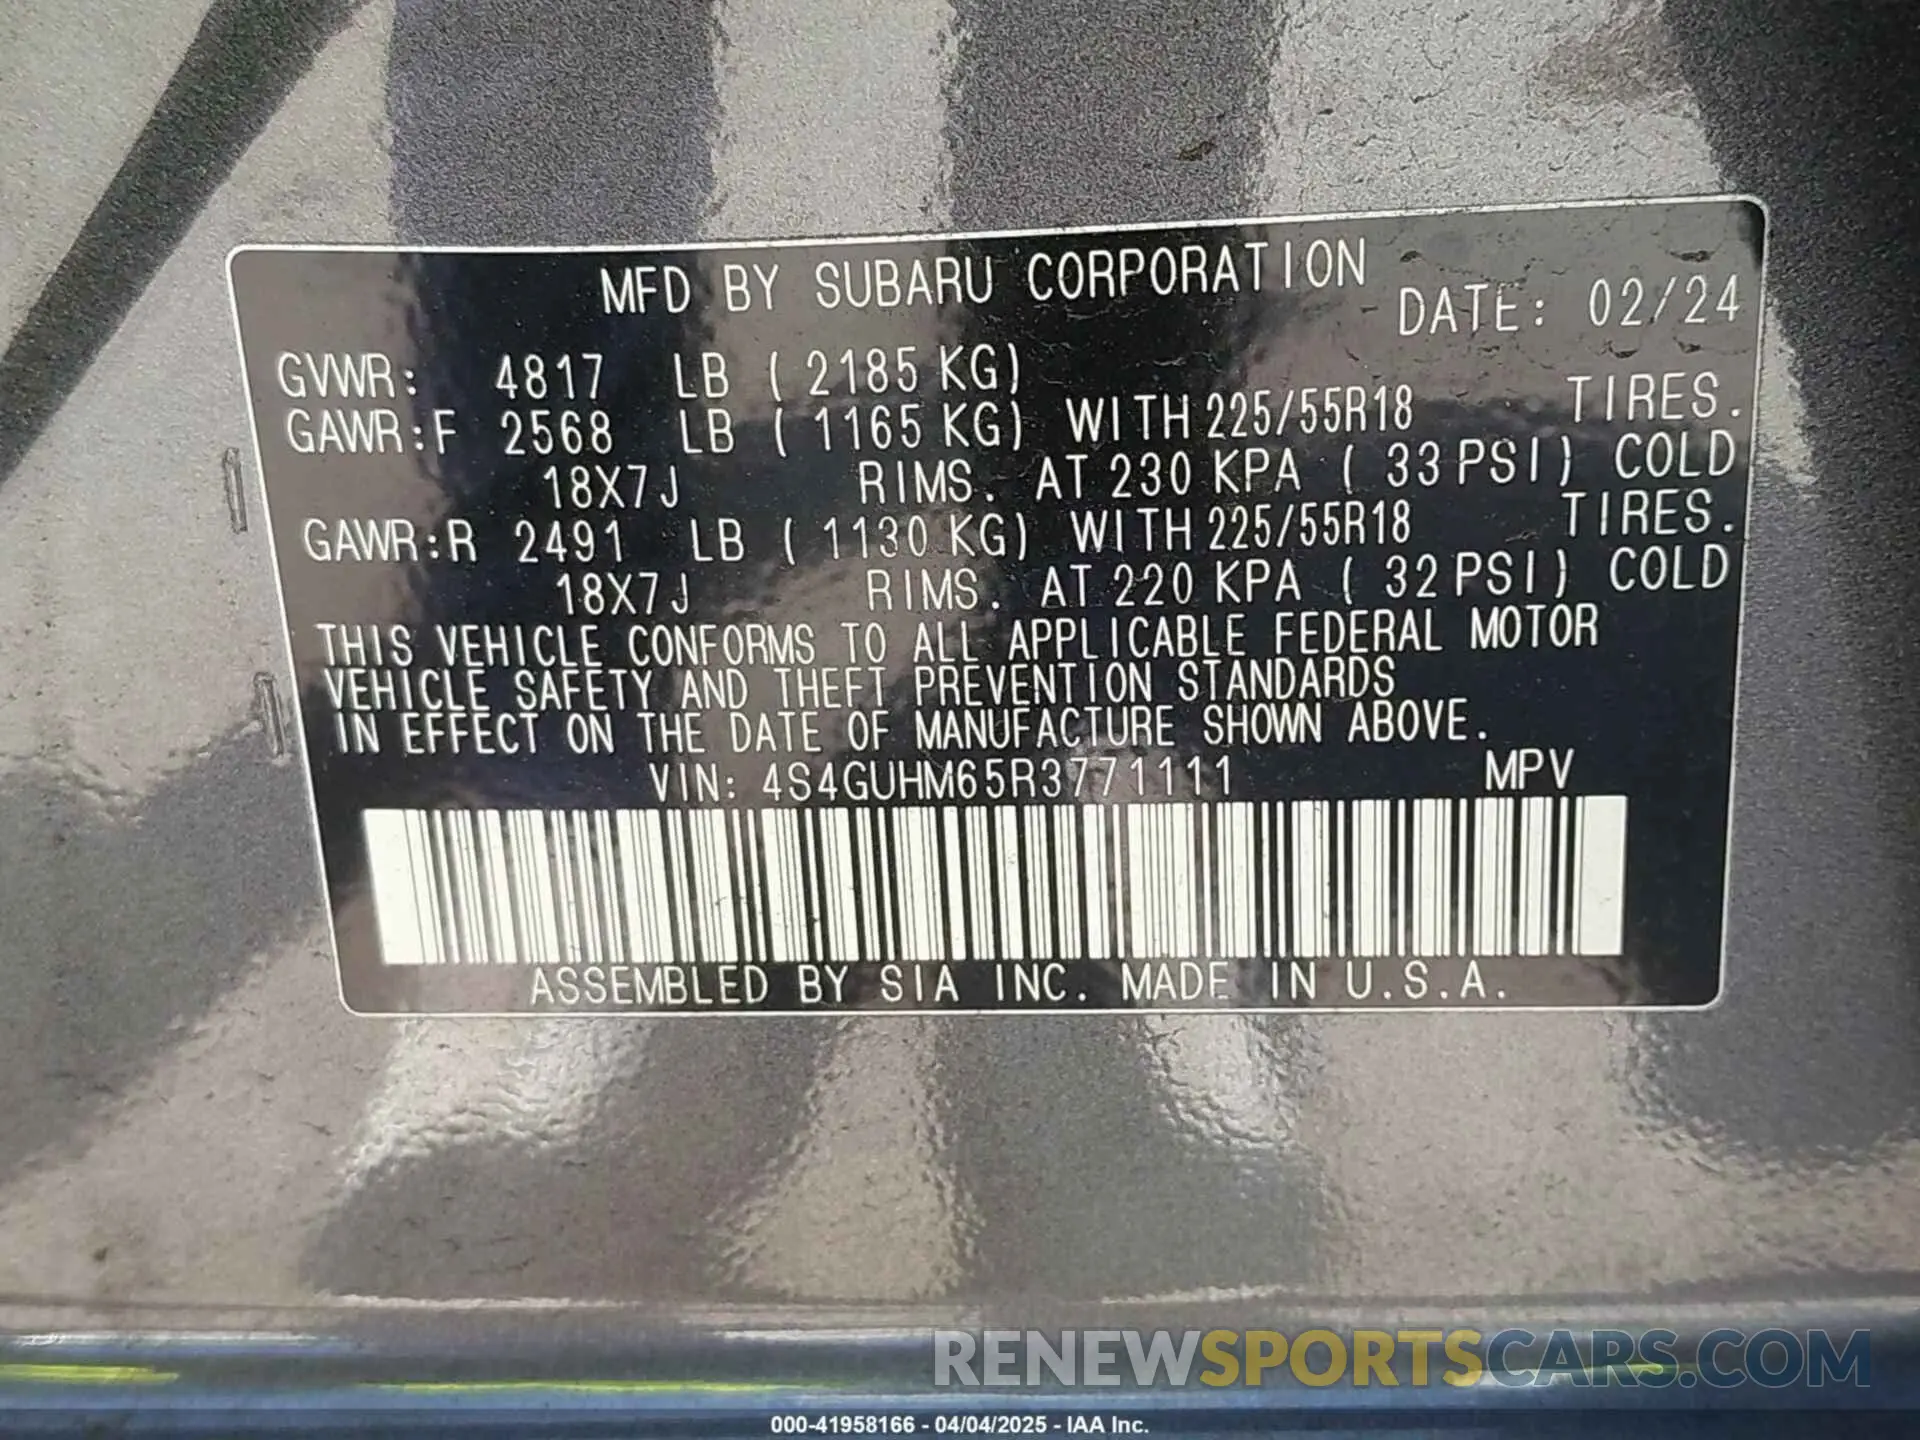 MFD BY SUBARU CORPORATION
DATE: 02/24
GVWR: 4817 LB ( 2185 KG)
GAWR:F 2568 LB ( 1165 KG) WITH 225/55R18 TIRES.
18X7J RIMS. AT 230 KPA ( 33 PSI) COLD
GAWR:R 2491 LB ( 1130 KG) WITH 225/55R18 TIRES.
18X7J RIMS. AT 220 KPA ( 32 PSI) COLD
THIS VEHICLE CONFORMS TO ALL APPLICABLE FEDERAL MOTOR
VEHICLE SAFETY AND THEFT PREVENTION STANDARDS
IN EFFECT ON THE DATE OF MANUFACTURE SHOWN ABOVE.
VIN: 4S4GUHM65R3771111 MPV
ASSEMBLED BY SIA INC. MADE IN U.S.A.
RENEWSPORTSCARS.COM
000-41958166 - 04/04/2025 - IAA Inc.